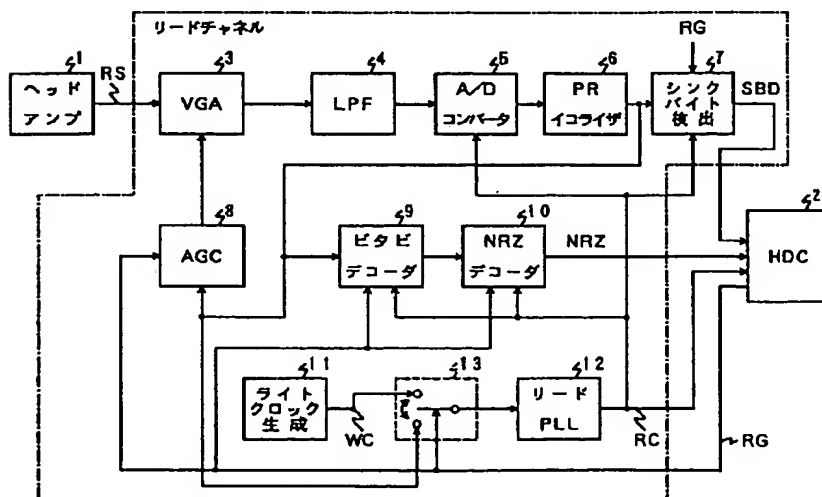 リードチャネル
1
ヘッド
アンプ
RS
3
VGA
4
LPF
5
A/D
コンバータ
6
PR
イコライザ
RG
7
シンク
バイト
検出
SBD
8
AGC
9
ビタビ
デコーダ
10
NRZ
デコーダ
NRZ
2
HDC
11
ライト
クロック
生成
WC
13
12
リード
PLL
RC
RG